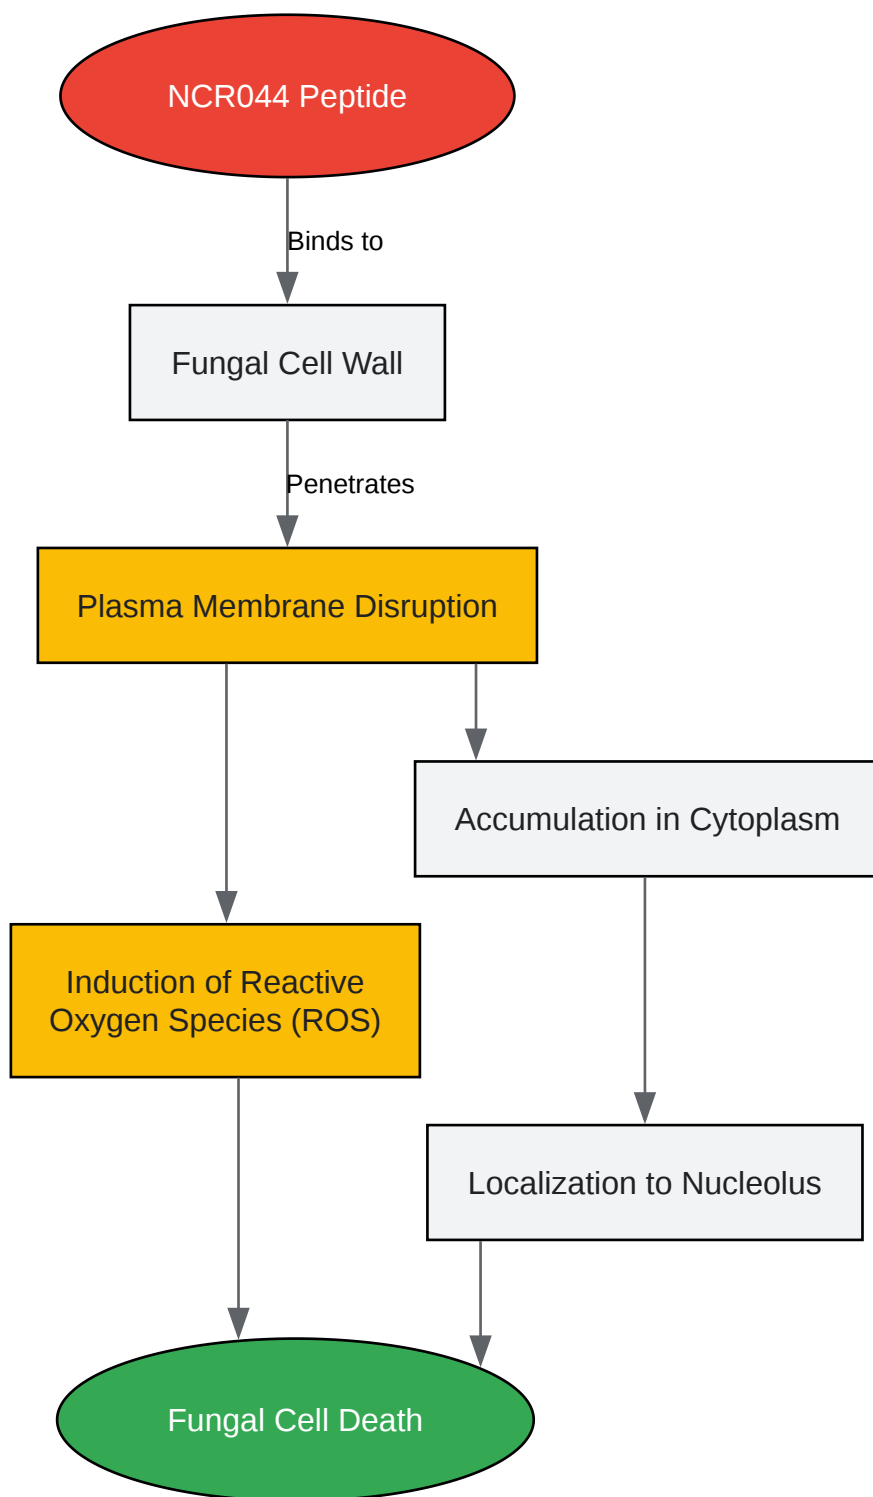 NCR044 Peptide
Binds to
Fungal Cell Wall
Penetrates
Plasma Membrane Disruption
Accumulation in Cytoplasm
Induction of Reactive
Oxygen Species (ROS)
Localization to Nucleolus
Fungal Cell Death